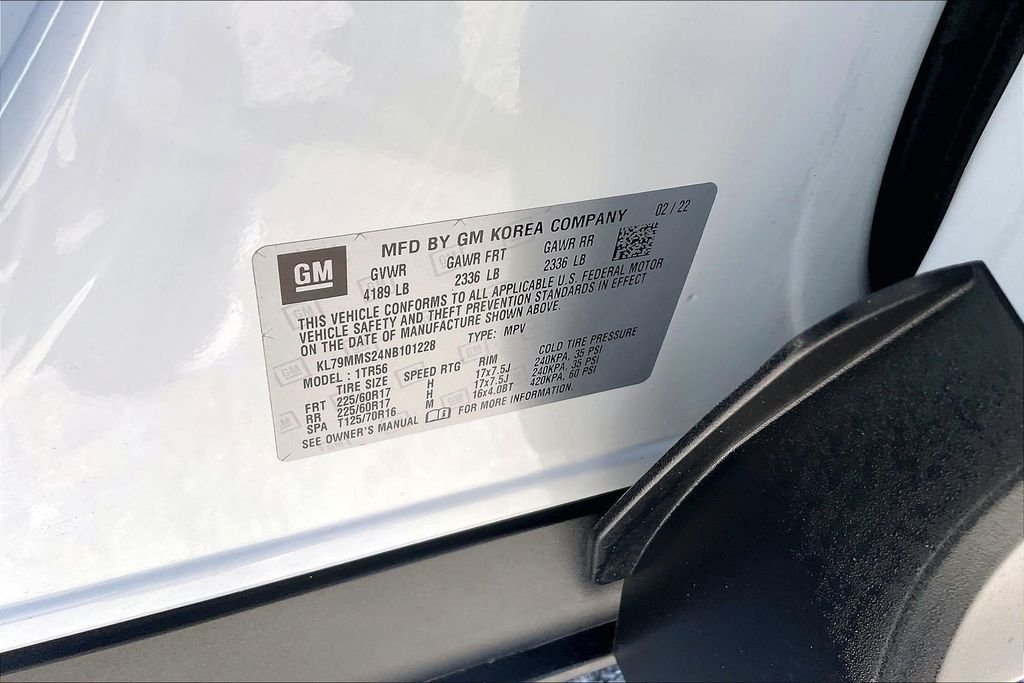 GM
MFD BY GM KOREA COMPANY 02 / 22
GVWR GAWR FRT GAWR RR
4189 LB 2336 LB 2336 LB
THIS VEHICLE CONFORMS TO ALL APPLICABLE U.S. FEDERAL MOTOR
VEHICLE SAFETY AND THEFT PREVENTION STANDARDS IN EFFECT
ON THE DATE OF MANUFACTURE SHOWN ABOVE.
KL79MMS24NB101228 TYPE: MPV
MODEL : 1TR56
TIRE SIZE SPEED RTG RIM COLD TIRE PRESSURE
FRT 225/60R17 H 17x7.5J 240KPA, 35 PSI
RR 225/60R17 H 17x7.5J 240KPA, 35 PSI
SPA T125/70R16 M 16x4.0BT 420KPA, 60 PSI
SEE OWNER'S MANUAL FOR MORE INFORMATION.